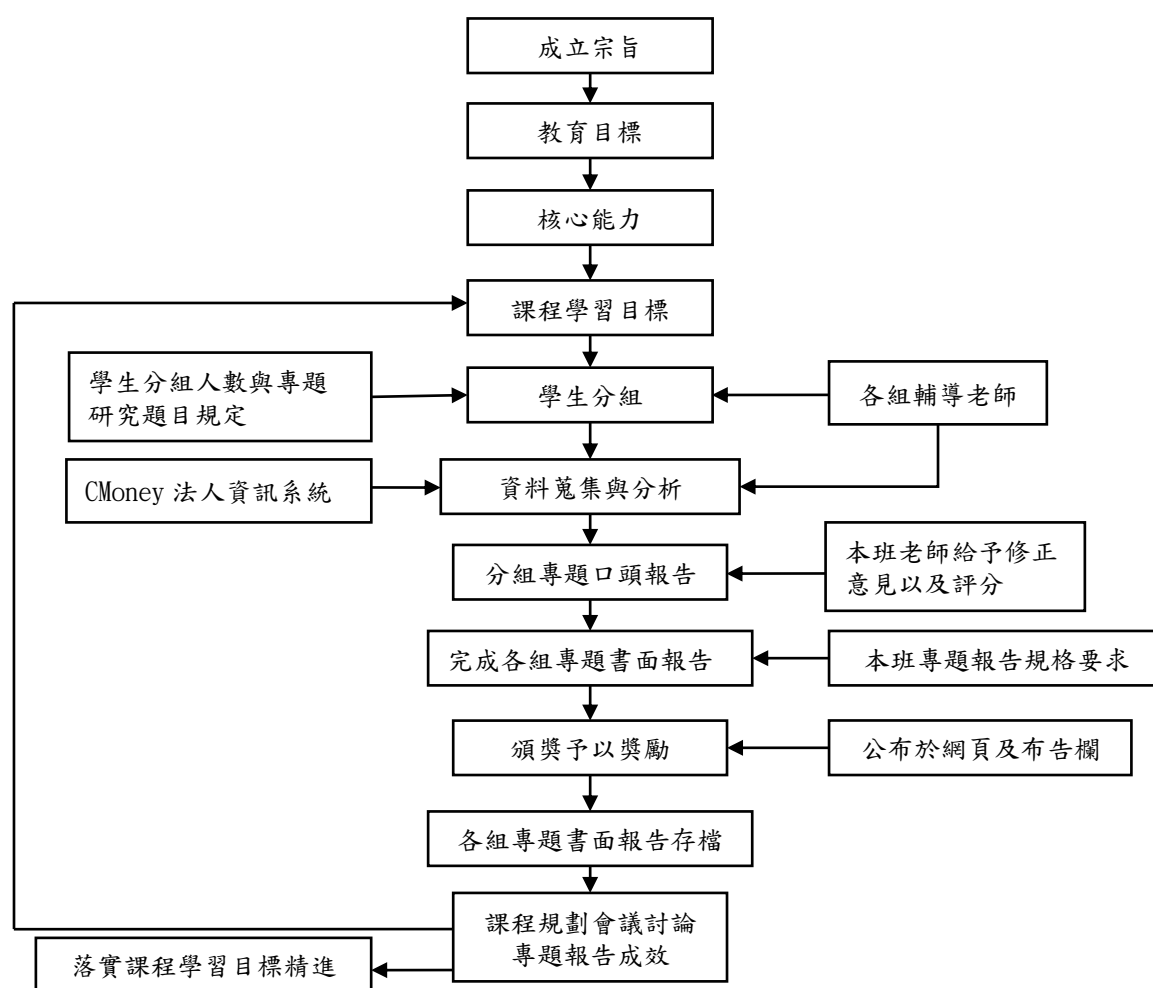 成立宗旨
教育目標
核心能力
課程學習目標
學生分組人數與專題
研究題目規定
學生分組
各組輔導老師
CMoney 法人資訊系統
資料蒐集與分析
分組專題口頭報告
本班老師給予修正
意見以及評分
完成各組專題書面報告
本班專題報告規格要求
頒獎予以獎勵
公布於網頁及布告欄
各組專題書面報告存檔
課程規劃會議討論
專題報告成效
落實課程學習目標精進